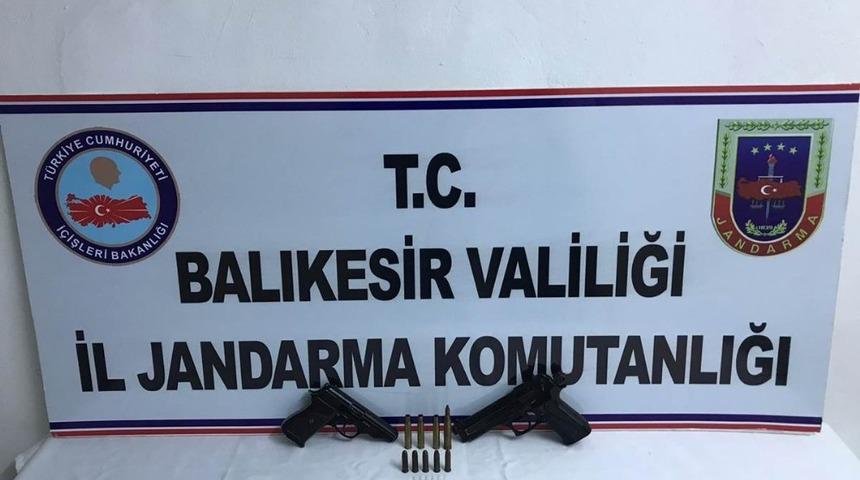 TÜRKİYE CUMHURİYETİ
İÇİŞLERİ BAKANLIĞI
T.C.
BALIKESİR VALİLİĞİ
İL JANDARMA KOMUTANLIĞI
JANDARMA